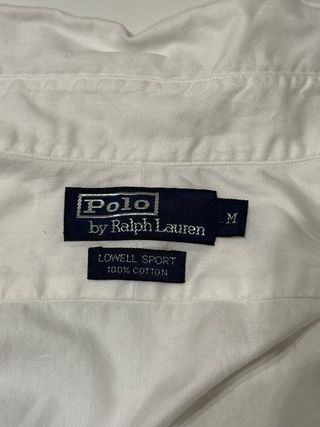 Polo
by Ralph Lauren
M
LOWELL SPORT
100% COTTON